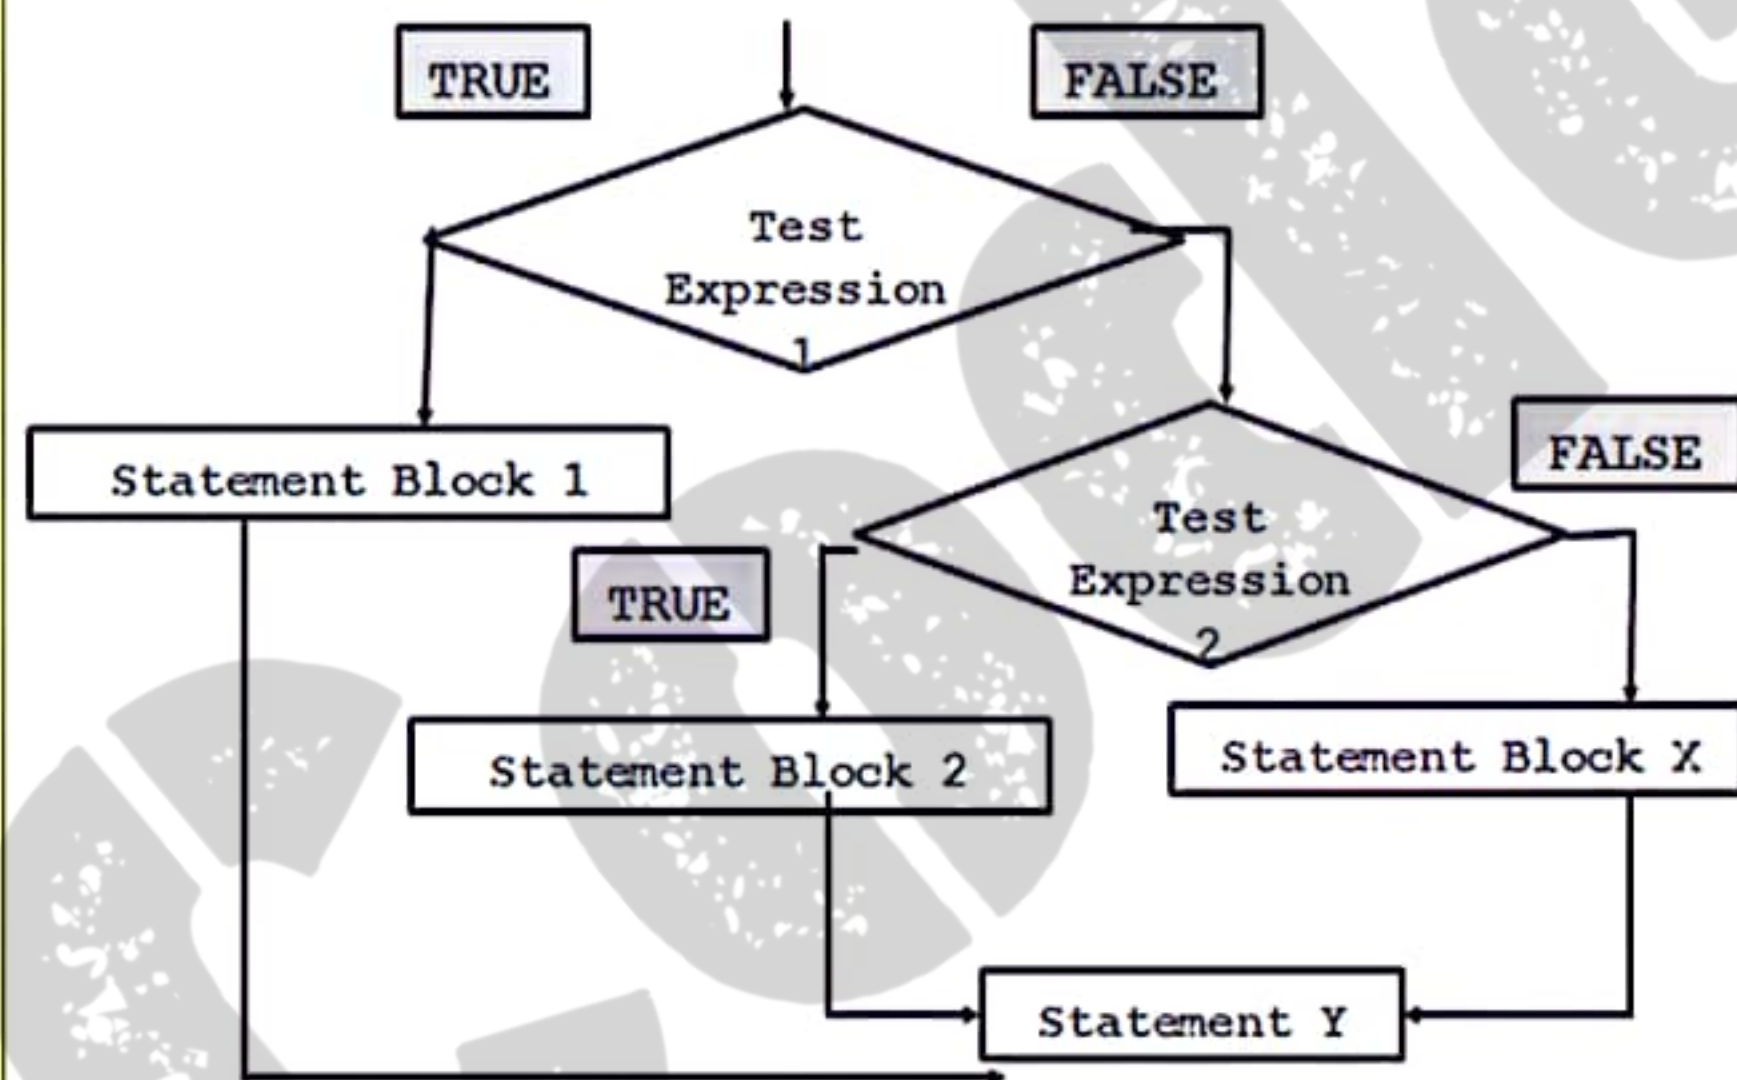 TRUE
FALSE
Test
Expression
1
Statement Block 1
FALSE
Test
Expression
2
TRUE
Statement Block 2
Statement Block X
Statement Y